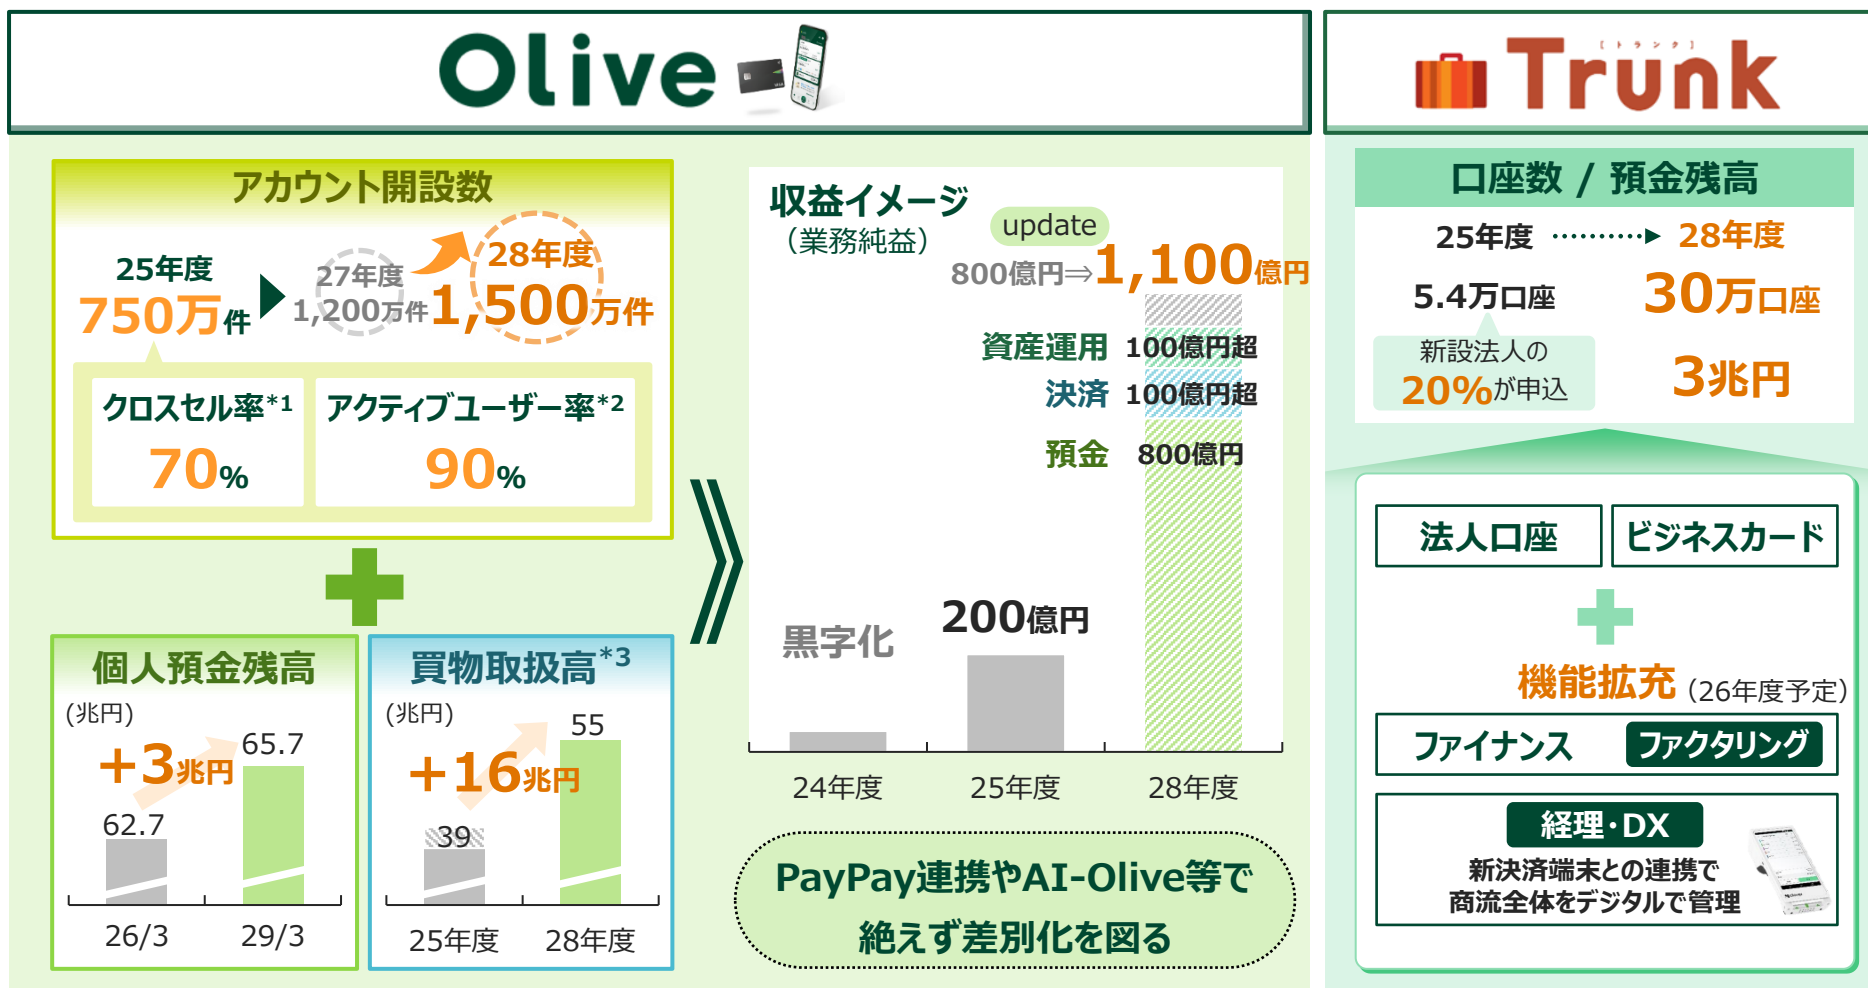 Olive
アカウント開設数
25年度
750万件
27年度
1,200万件
28年度
1,500万件
クロスセル率*1
70%
アクティブユーザー率*2
90%
個人預金残高
(兆円)
+3兆円
62.7
65.7
26/3
29/3
買物取扱高*3
(兆円)
+16兆円
39
55
25年度
28年度
収益イメージ
（業務純益）
update
800億円⇒1,100億円
資産運用 100億円超
決済 100億円超
預金 800億円
黒字化
200億円
24年度
25年度
28年度
PayPay連携やAI-Olive等で
絶えず差別化を図る
［トランク］
Trunk
口座数 / 預金残高
25年度
28年度
5.4万口座
30万口座
新設法人の
20%が申込
3兆円
法人口座
ビジネスカード
機能拡充（26年度予定）
ファイナンス
ファクタリング
経理・DX
新決済端末との連携で
商流全体をデジタルで管理